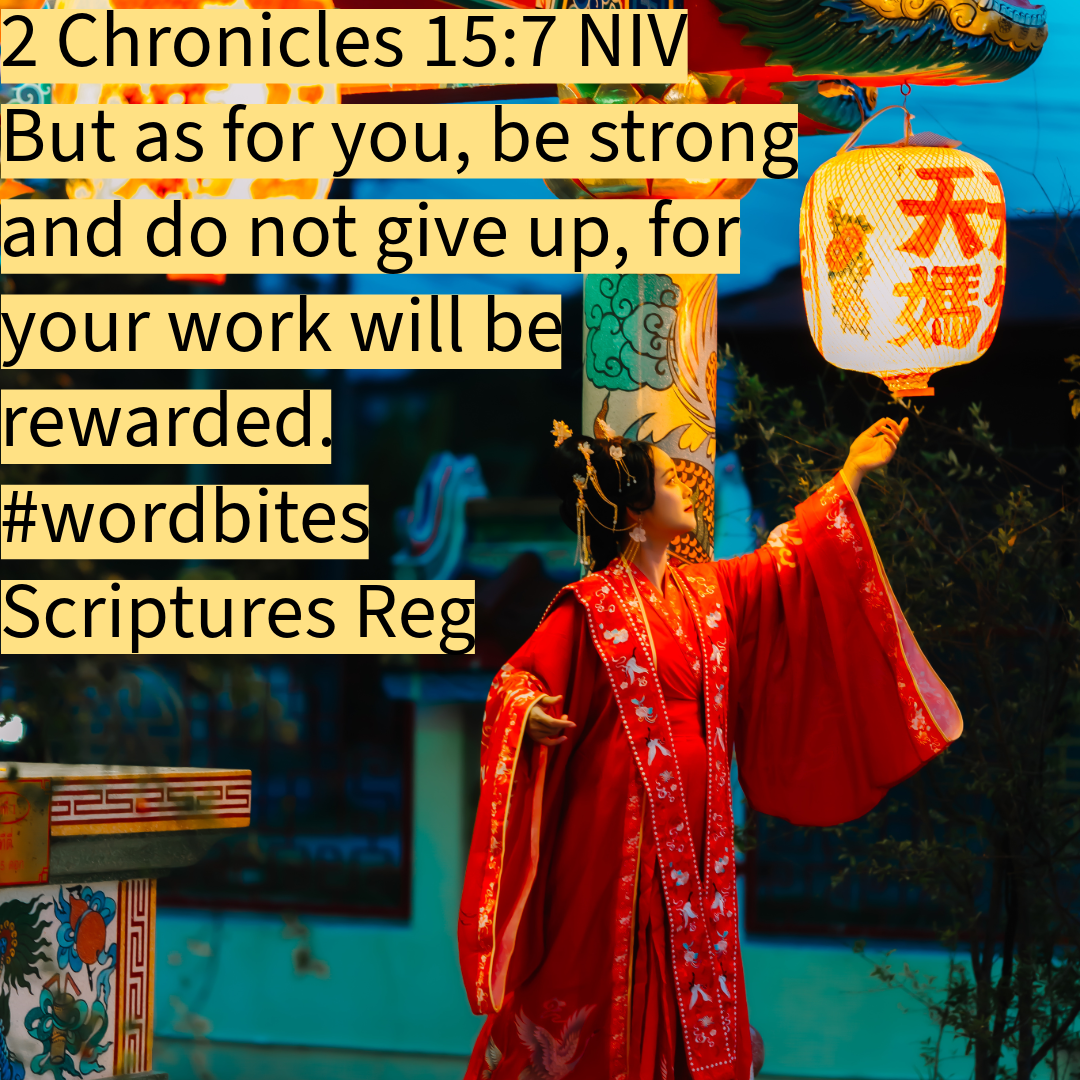 2 Chronicles 15:7 NIV
But as for you, be strong
and do not give up, for
your work will be
rewarded.
#wordbites
Scriptures Reg
天
媽